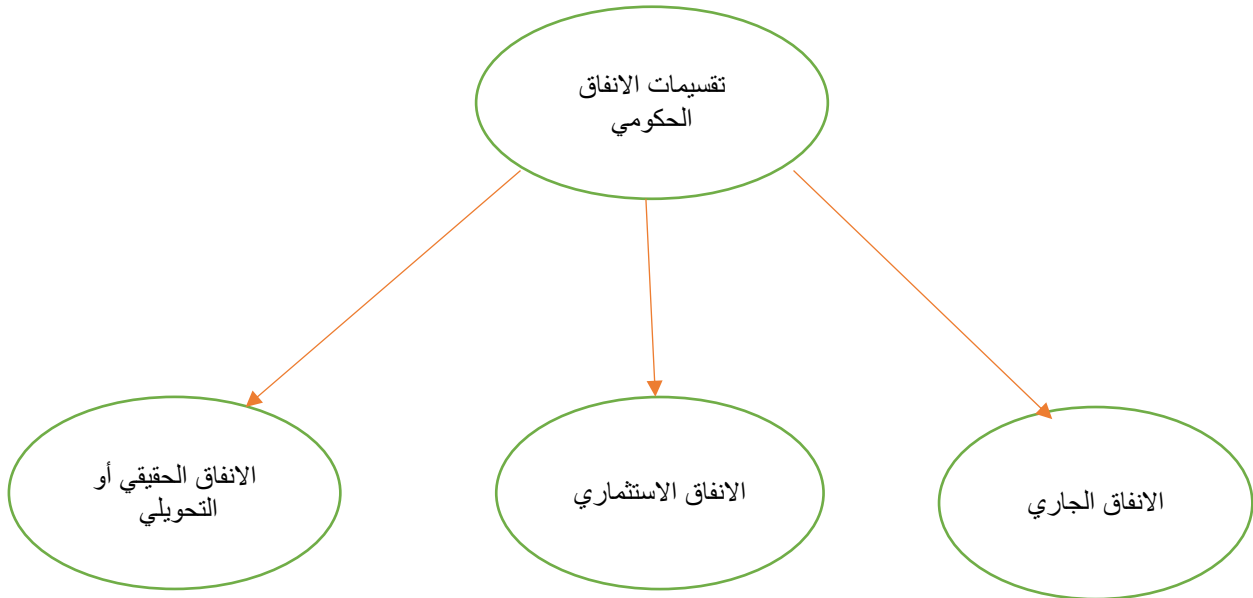 تقسيمات الانفاق
الحكومي
الانفاق الجاري
الانفاق الاستثماري
الانفاق الحقيقي أو
التحويلي